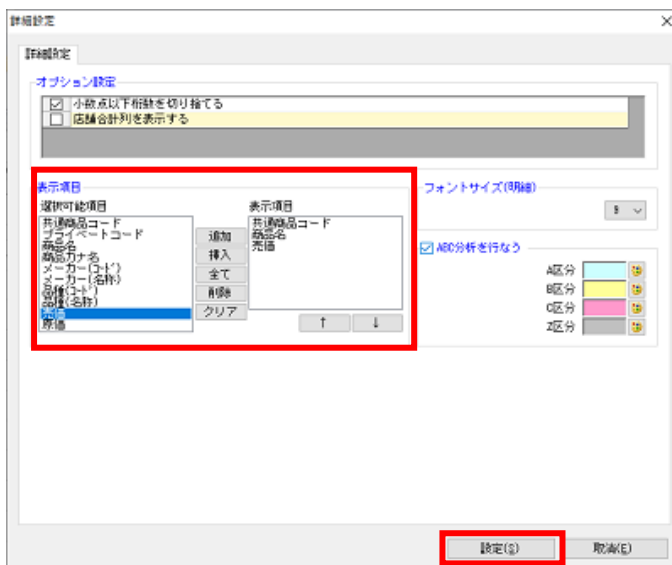 詳細設定
詳細設定
オプション設定
小数点以下桁数を切り捨てる
店舗合計列を表示する
表示項目
選択可能項目
共通商品コード
プライベートコード
商品名
商品カナ名
メーカー(コード)
メーカー(名称)
品種(コード)
品種(名称)
売価
原価
追加
挿入
全て
削除
クリア
表示項目
共通商品コード
商品名
売価
↑ ↓
フォントサイズ(明細)
9
ABC分析を行なう
A区分
B区分
C区分
Z区分
設定(S) 取消(E)